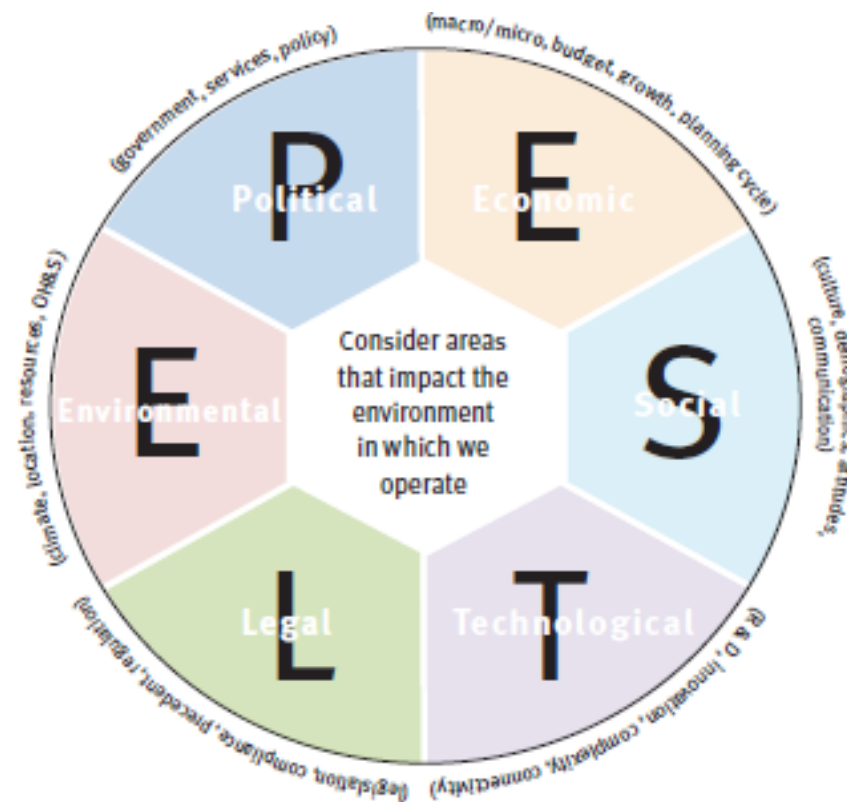 (government, services, policy)
P
Political
(macro/micro, budget, growth, planning cycle)
E
Economic
(culture, demographics, attitudes,
communication)
S
Social
(R & D, innovation, complexity, connectivity)
T
Technological
(legislation, compliance, precedent, regulation)
L
Legal
(climate, location, resources, OH&S)
E
Environmental
Consider areas
that impact the
environment
in which we
operate